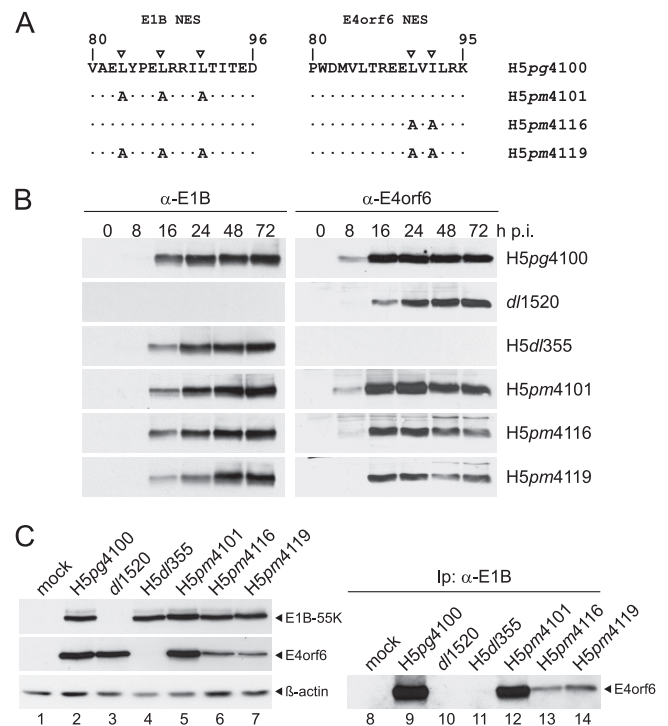 A
E1B NES E4orf6 NES
80 96 80 95
VAELYPELRRILTITED PWDMVLTREELVILRK H5pg4100
···A···A···A····· ················ H5pm4101
················· ···········A·A·· H5pm4116
···A···A···A····· ···········A·A·· H5pm4119
B
α-E1B α-E4orf6
0 8 16 24 48 72 0 8 16 24 48 72 h p.i.
H5pg4100
dl1520
H5dl355
H5pm4101
H5pm4116
H5pm4119
C
mock H5pg4100 dl1520 H5dl355 H5pm4101 H5pm4116 H5pm4119
E1B-55K
E4orf6
ß-actin
1 2 3 4 5 6 7
Ip: α-E1B
mock H5pg4100 dl1520 H5dl355 H5pm4101 H5pm4116 H5pm4119
E4orf6
8 9 10 11 12 13 14